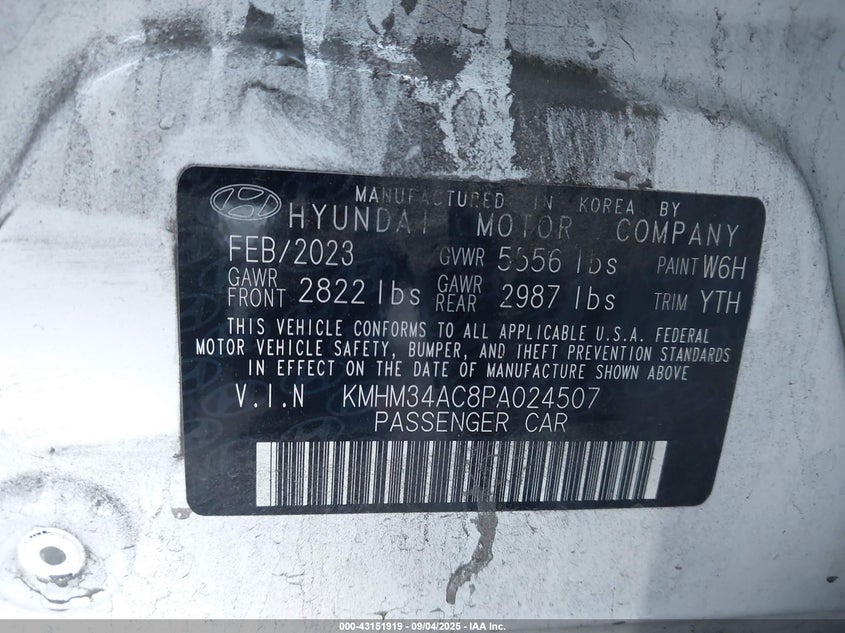 MANUFACTURED IN KOREA BY
HYUNDAI MOTOR COMPANY
FEB/2023 GVWR 5556 lbs PAINT W6H
GAWR FRONT 2822 lbs GAWR REAR 2987 lbs TRIM YTH
THIS VEHICLE CONFORMS TO ALL APPLICABLE U.S.A. FEDERAL
MOTOR VEHICLE SAFETY, BUMPER, AND THEFT PREVENTION STANDARDS
IN EFFECT ON THE DATE OF MANUFACTURE SHOWN ABOVE
V.I.N KMHM34AC8PA024507
PASSENGER CAR
000-43151919 - 09/04/2025 - IAA Inc.